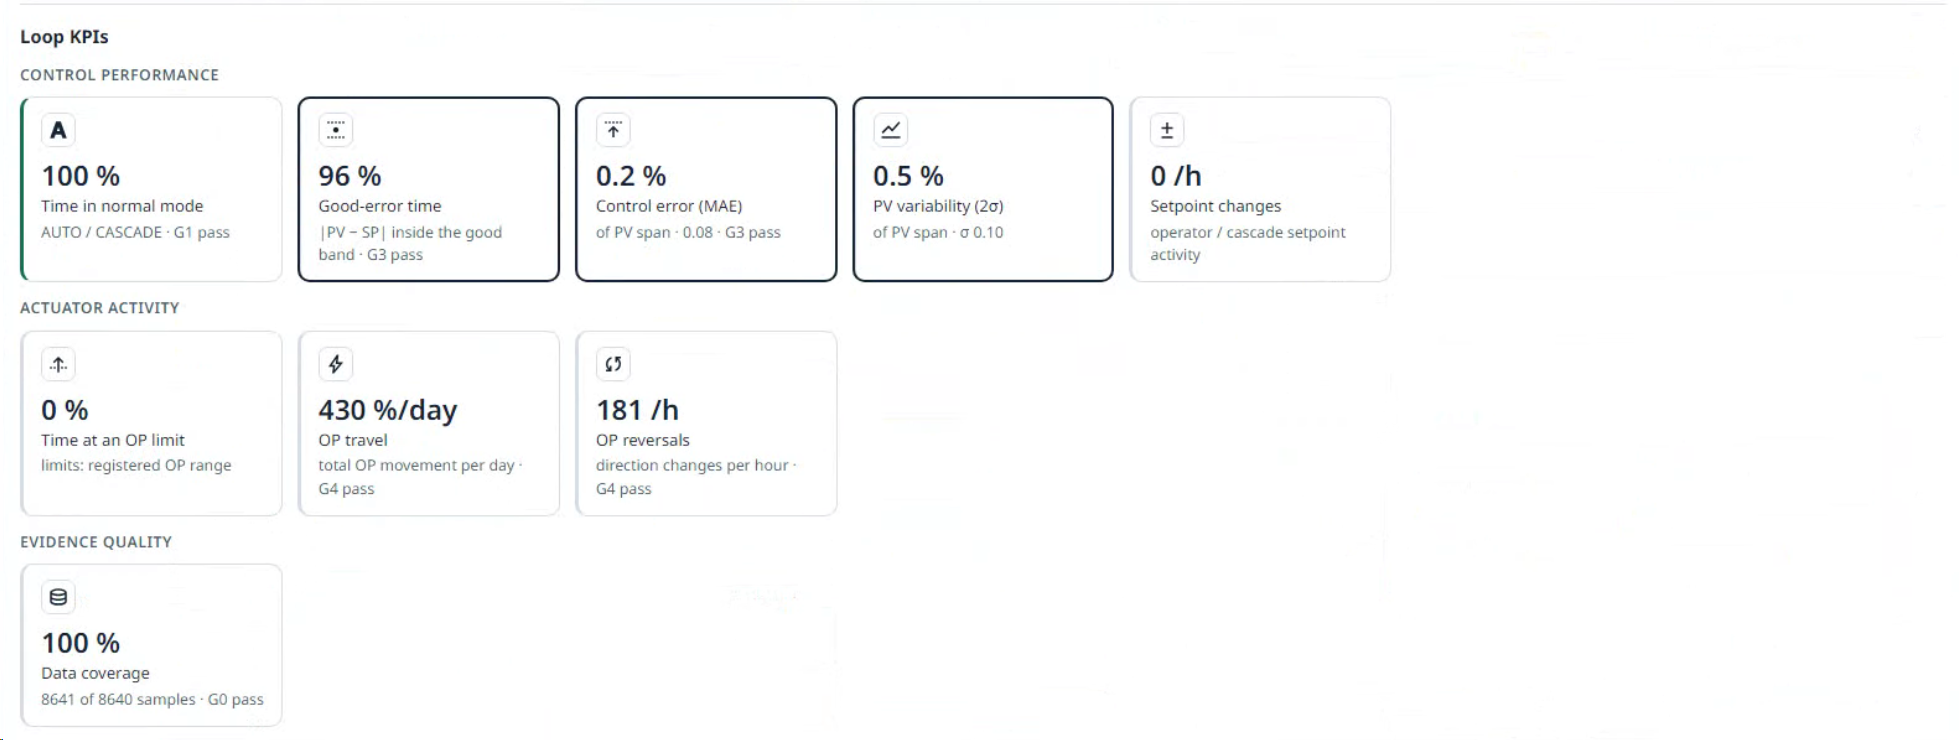 Loop KPIs
CONTROL PERFORMANCE
A
100 %
Time in normal mode
AUTO / CASCADE · G1 pass
96 %
Good-error time
|PV − SP| inside the good
band · G3 pass
0.2 %
Control error (MAE)
of PV span · 0.08 · G3 pass
0.5 %
PV variability (2σ)
of PV span · σ 0.10
±
0 /h
Setpoint changes
operator / cascade setpoint
activity
ACTUATOR ACTIVITY
0 %
Time at an OP limit
limits: registered OP range
430 %/day
OP travel
total OP movement per day ·
G4 pass
181 /h
OP reversals
direction changes per hour ·
G4 pass
EVIDENCE QUALITY
100 %
Data coverage
8641 of 8640 samples · G0 pass